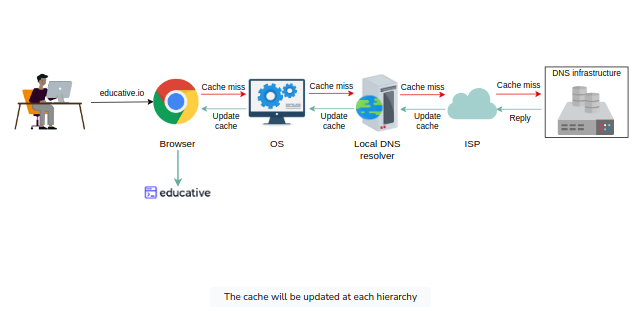 DNS infrastructure
educative.io
Cache miss
Cache miss
Cache miss
Cache miss
Update
cache
Update
cache
Update
cache
Reply
Browser
OS
Local DNS
resolver
ISP
educative
The cache will be updated at each hierarchy